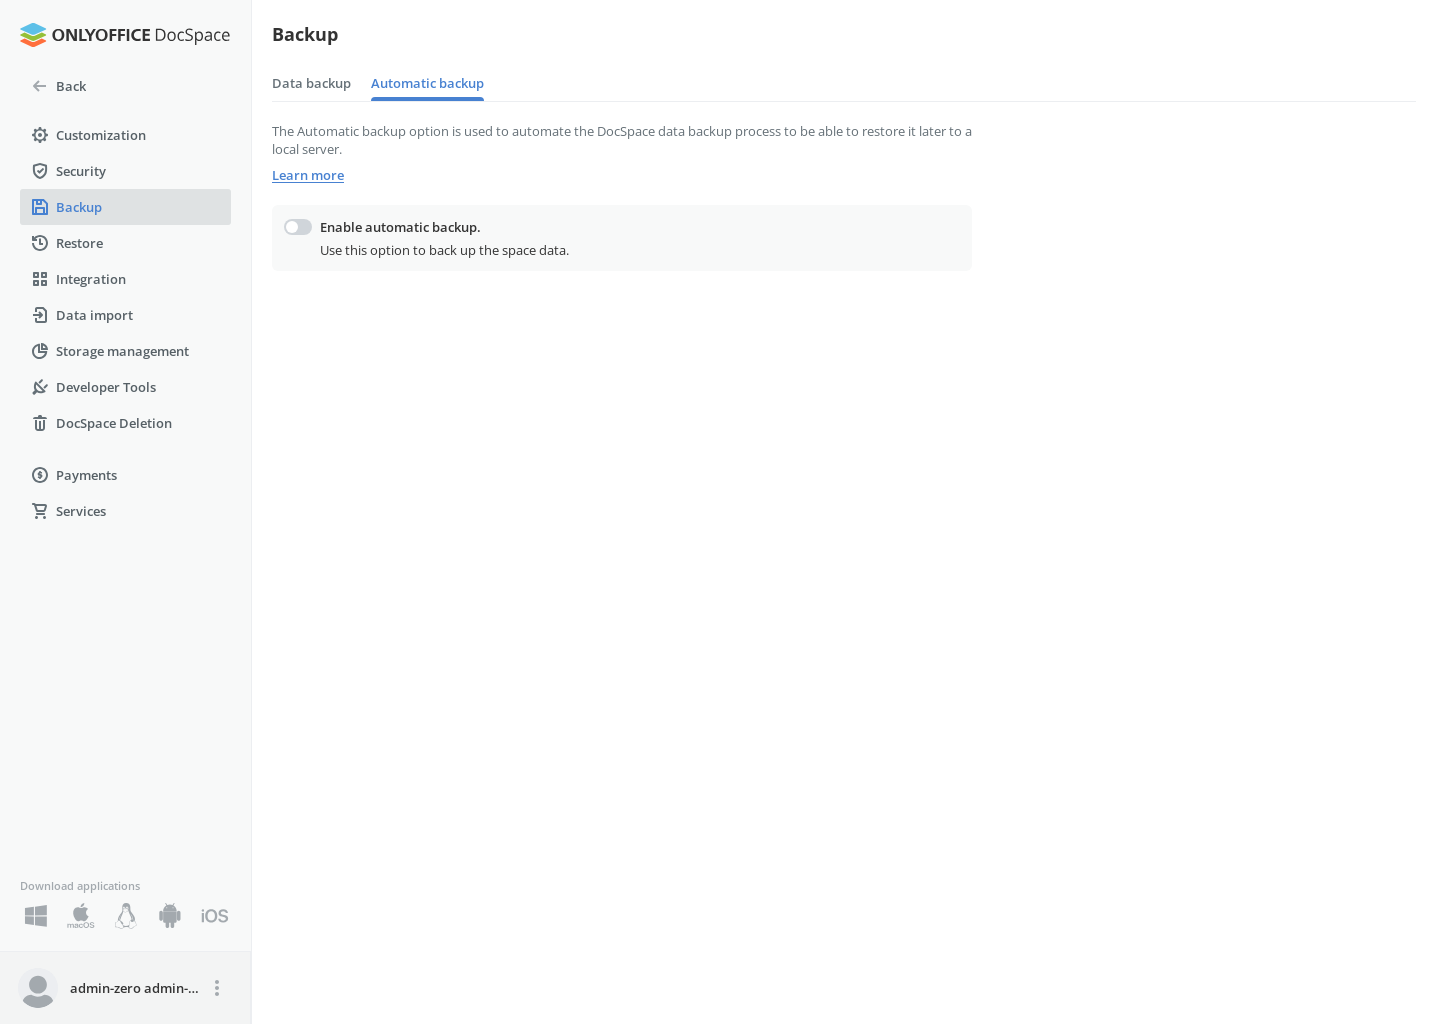 ONLYOFFICE DocSpace
Back
Customization
Security
Backup
Restore
Integration
Data import
Storage management
Developer Tools
DocSpace Deletion
Payments
Services
Download applications
macOS
iOS
admin-zero admin-...
Backup
Data backup
Automatic backup
The Automatic backup option is used to automate the DocSpace data backup process to be able to restore it later to a
local server.
Learn more
Enable automatic backup.
Use this option to back up the space data.